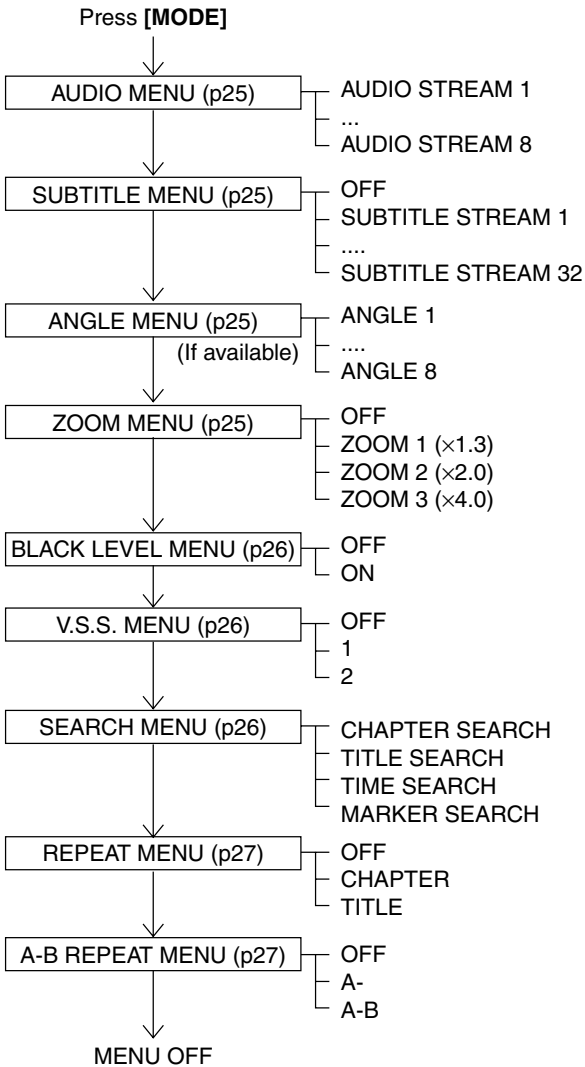 Press [MODE]
AUDIO MENU (p25)
AUDIO STREAM 1
...
AUDIO STREAM 8
SUBTITLE MENU (p25)
OFF
SUBTITLE STREAM 1
....
SUBTITLE STREAM 32
ANGLE MENU (p25)
(If available)
ANGLE 1
....
ANGLE 8
ZOOM MENU (p25)
OFF
ZOOM 1 (×1.3)
ZOOM 2 (×2.0)
ZOOM 3 (×4.0)
BLACK LEVEL MENU (p26)
OFF
ON
V.S.S. MENU (p26)
OFF
1
2
SEARCH MENU (p26)
CHAPTER SEARCH
TITLE SEARCH
TIME SEARCH
MARKER SEARCH
REPEAT MENU (p27)
OFF
CHAPTER
TITLE
A-B REPEAT MENU (p27)
OFF
A-
A-B
MENU OFF